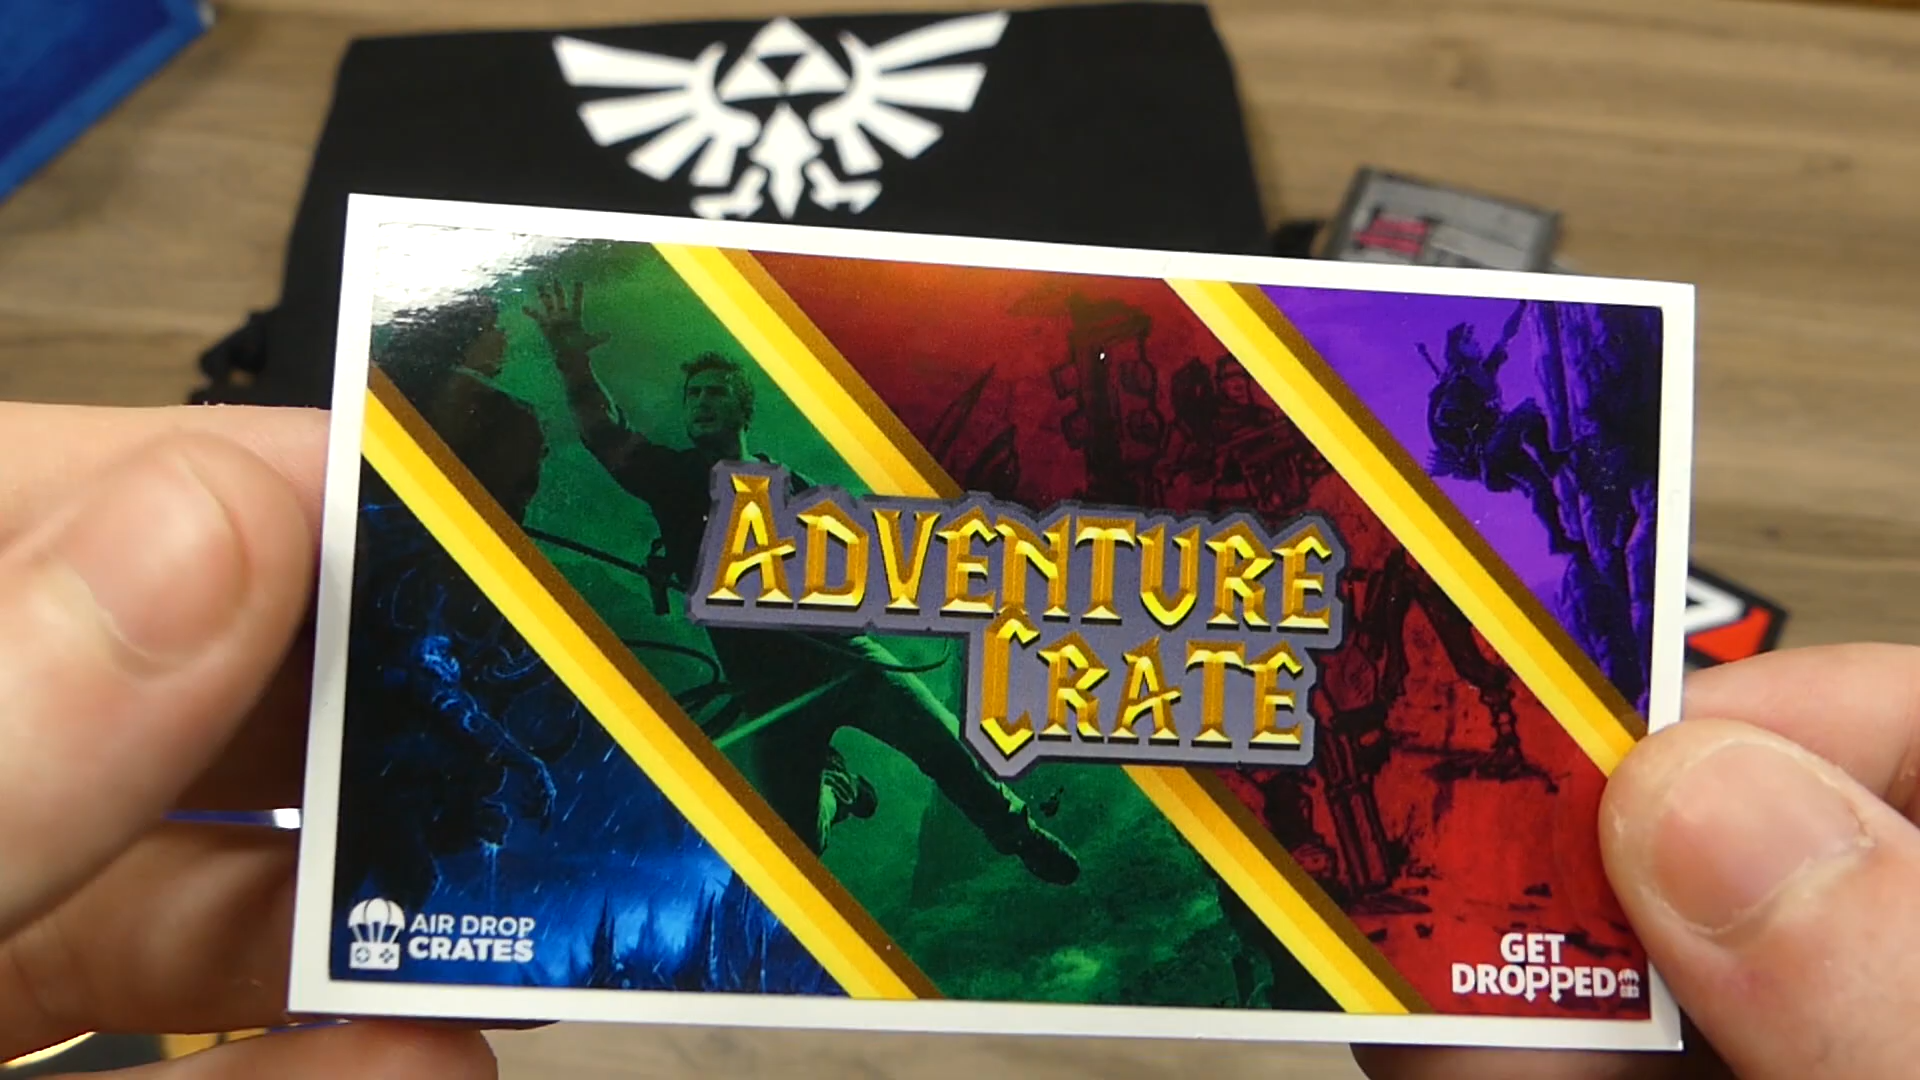 ADVENTURE
CRATE
AIR DROP
CRATES
GET
DROPPED